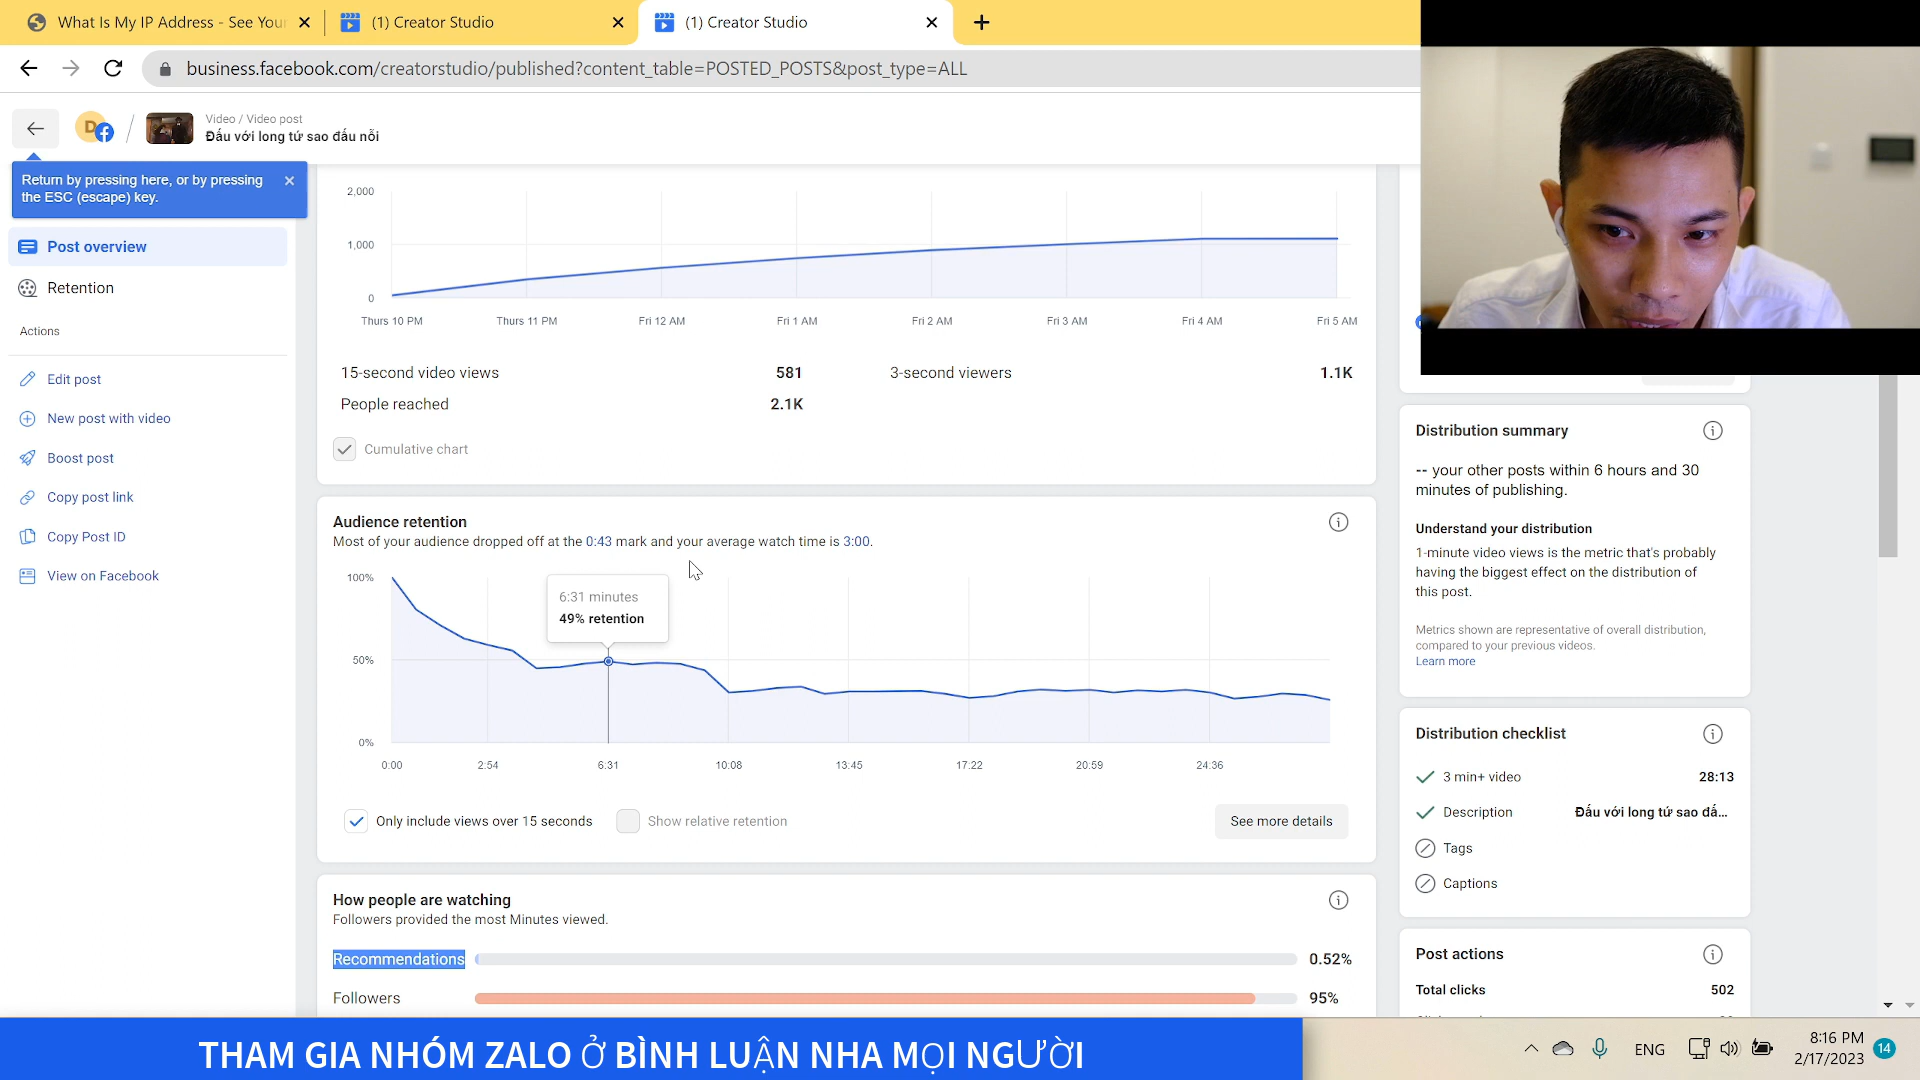 What Is My IP Address - See Your
(1) Creator Studio
(1) Creator Studio
business.facebook.com/creatorstudio/published?content_table=POSTED_POSTS&post_type=ALL
D
Video / Video post
Đấu với long tứ sao đấu nổi
Return by pressing here, or by pressing
the ESC (escape) key.
Post overview
Retention
Actions
Edit post
New post with video
Boost post
Copy post link
Copy Post ID
View on Facebook
2,000
1,000
0
Thurs 10 PM Thurs 11 PM Fri 12 AM Fri 1 AM Fri 2 AM Fri 3 AM Fri 4 AM Fri 5 AM
15-second video views 581 3-second viewers 1.1K
People reached 2.1K
Cumulative chart
Audience retention
Most of your audience dropped off at the 0:43 mark and your average watch time is 3:00.
100%
6:31 minutes
49% retention
50%
0%
0:00 2:54 6:31 10:08 13:45 17:22 20:59 24:36
Only include views over 15 seconds Show relative retention See more details
How people are watching
Followers provided the most Minutes viewed.
Recommendations 0.52%
Followers 95%
Distribution summary
-- your other posts within 6 hours and 30
minutes of publishing.
Understand your distribution
1-minute video views is the metric that's probably
having the biggest effect on the distribution of
this post.
Metrics shown are representative of overall distribution,
compared to your previous videos.
Learn more
Distribution checklist
3 min+ video 28:13
Description Đấu với long tứ sao đấ...
Tags
Captions
Post actions
Total clicks 502
THAM GIA NHÓM ZALO Ở BÌNH LUẬN NHA MỌI NGƯỜI
ENG
8:16 PM
2/17/2023
14